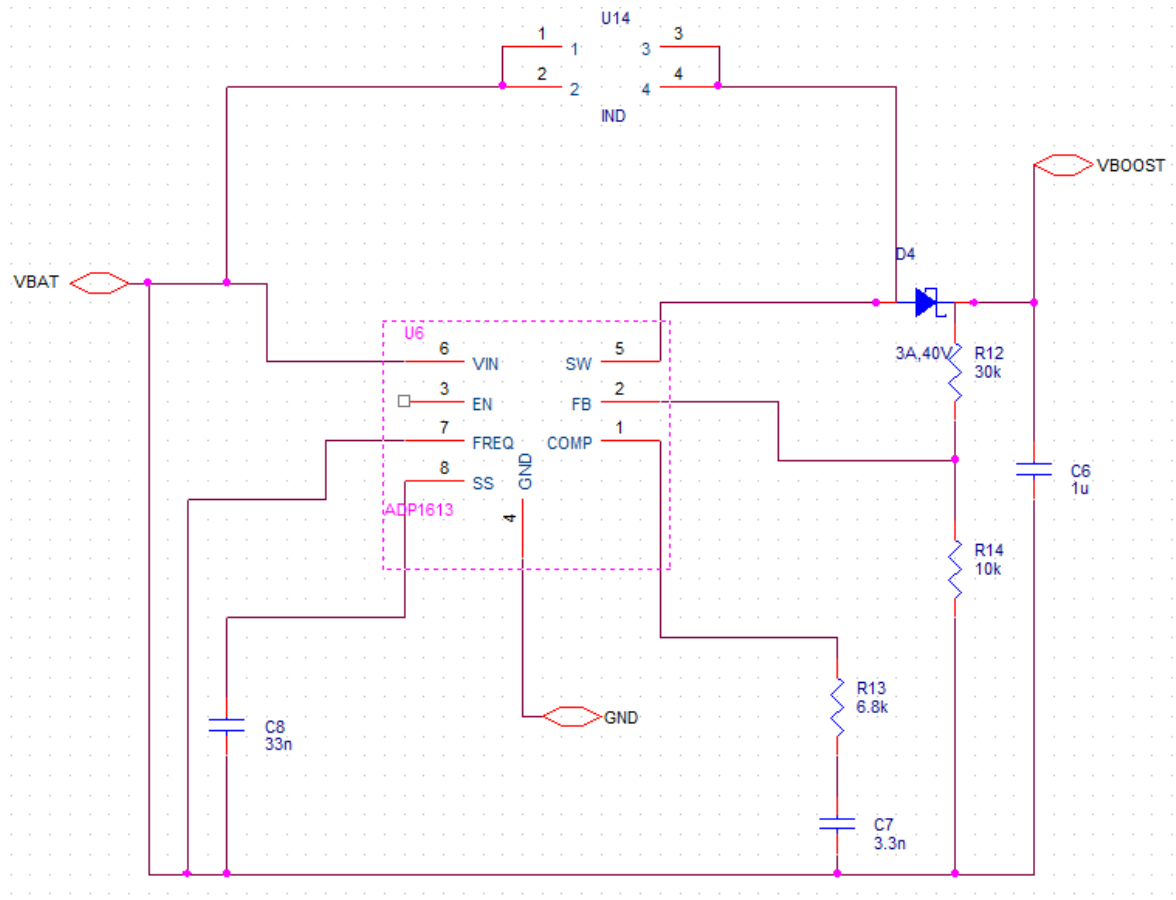 U14
1 1 3 3
2 2 4 4
IND
VBOOST
D4
VBAT
U6
6 VIN SW 5
3A,40V R12
30k
3 EN FB 2
7 FREQ COMP 1
8 SS GND
4
ADP1613
C6
1u
R14
10k
R13
6.8k
GND
C8
33n
C7
3.3n